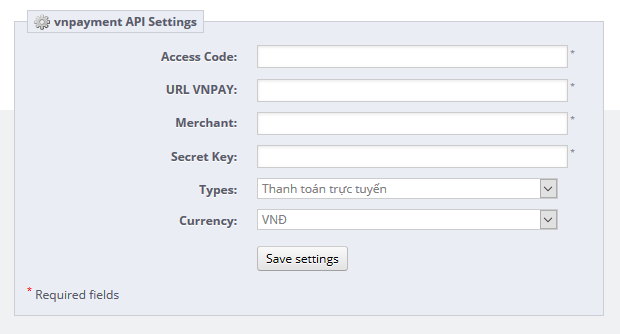 vnpayment API Settings
Access Code: *
URL VNPAY: *
Merchant: *
Secret Key: *
Types: Thanh toán trực tuyến
Currency: VNĐ
Save settings
* Required fields